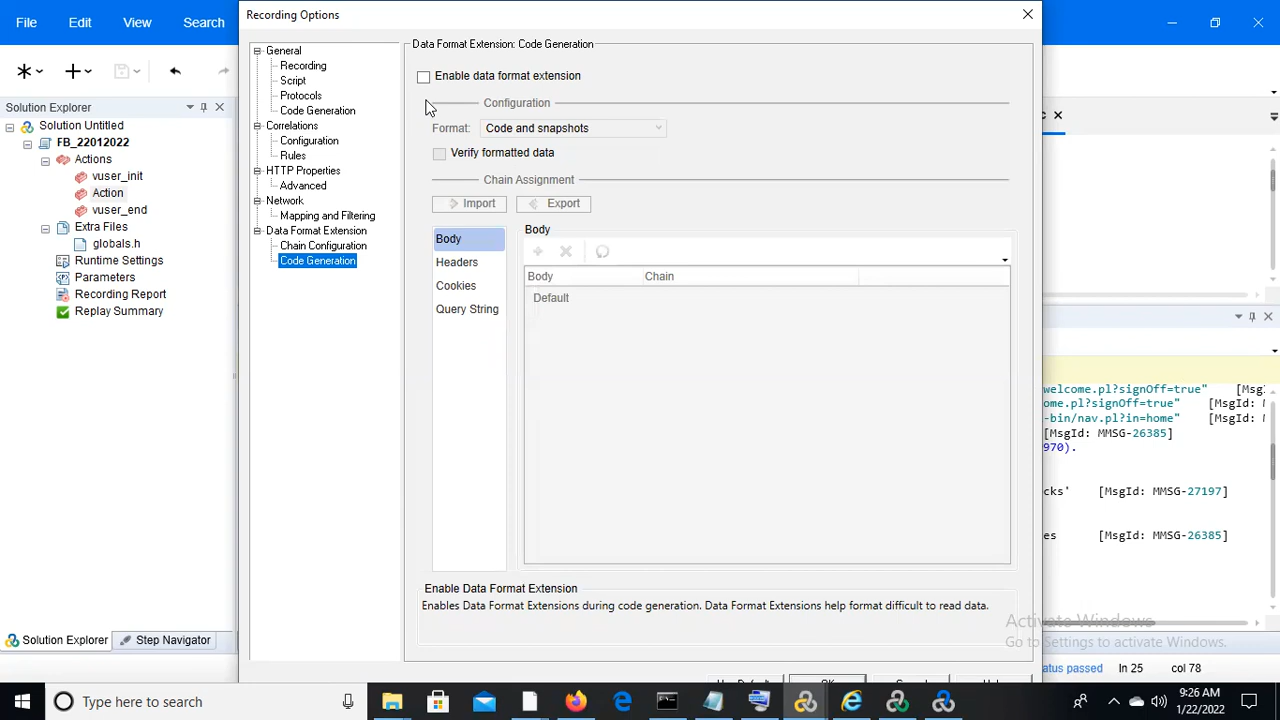 Recording Options
File Edit View Search
Solution Explorer
Solution Untitled
FB_22012022
Actions
vuser_init
Action
vuser_end
Extra Files
globals.h
Runtime Settings
Parameters
Recording Report
Replay Summary
General
Recording
Script
Protocols
Code Generation
Correlations
Configuration
Rules
HTTP Properties
Advanced
Network
Mapping and Filtering
Data Format Extension
Chain Configuration
Code Generation
Data Format Extension: Code Generation
Enable data format extension
Configuration
Format: Code and snapshots
Verify formatted data
Chain Assignment
Import Export
Body
Headers
Cookies
Query String
Body
Body Chain
Default
Enable Data Format Extension
Enables Data Format Extensions during code generation. Data Format Extensions help format difficult to read data.
welcome.pl?signOff=true" [MsgI
ome.pl?signOff=true" [MsgId:
-bin/nav.pl?in=home" [MsgId:
[MsgId: MMSG-26385]
970).
cks' [MsgId: MMSG-27197]
es [MsgId: MMSG-26385]
Activate Windows
Go to Settings to activate Windows.
Solution Explorer Step Navigator
atus passed ln 25 col 78
OK
Type here to search
9:26 AM
1/22/2022